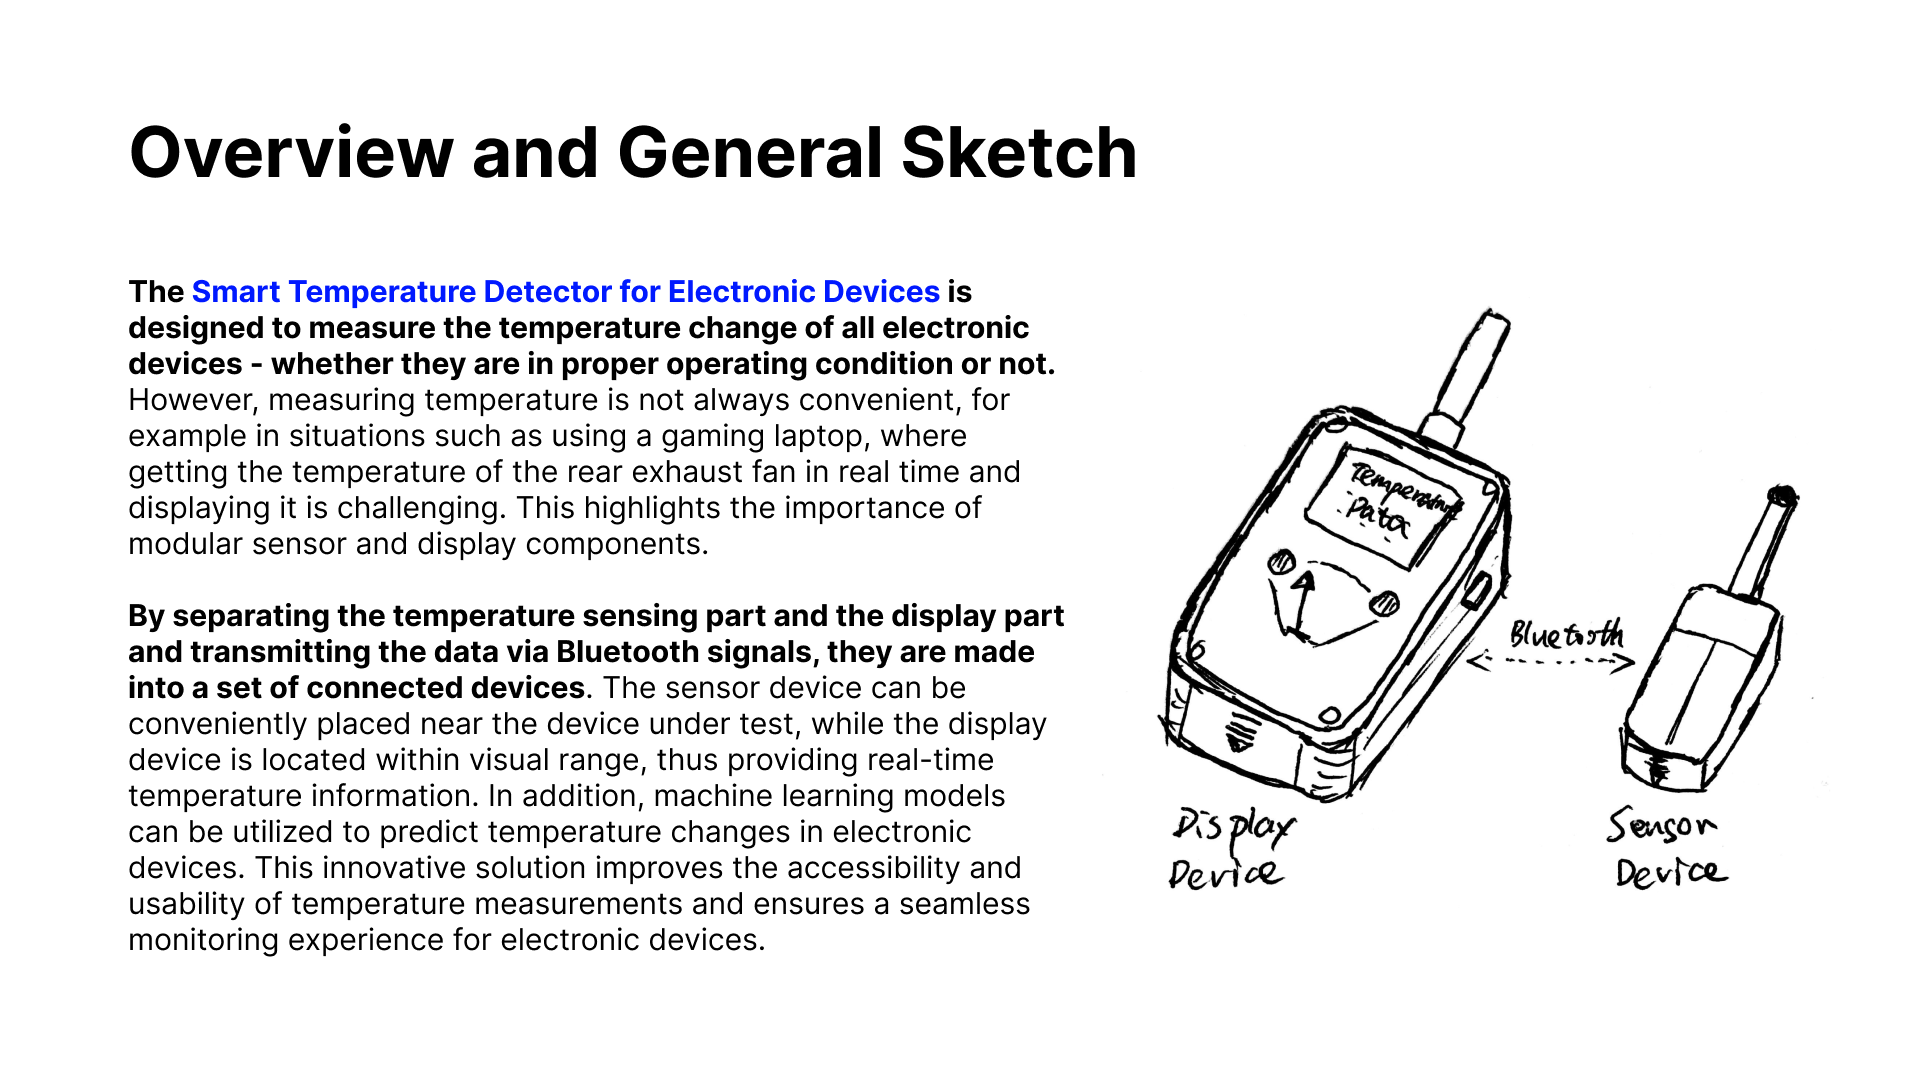 Overview and General Sketch
The Smart Temperature Detector for Electronic Devices is
designed to measure the temperature change of all electronic
devices - whether they are in proper operating condition or not.
However, measuring temperature is not always convenient, for
example in situations such as using a gaming laptop, where
getting the temperature of the rear exhaust fan in real time and
displaying it is challenging. This highlights the importance of
modular sensor and display components.
By separating the temperature sensing part and the display part
and transmitting the data via Bluetooth signals, they are made
into a set of connected devices. The sensor device can be
conveniently placed near the device under test, while the display
device is located within visual range, thus providing real-time
temperature information. In addition, machine learning models
can be utilized to predict temperature changes in electronic
devices. This innovative solution improves the accessibility and
usability of temperature measurements and ensures a seamless
monitoring experience for electronic devices.
Temperature
Data
Bluetooth
Display
Device
Sensor
Device